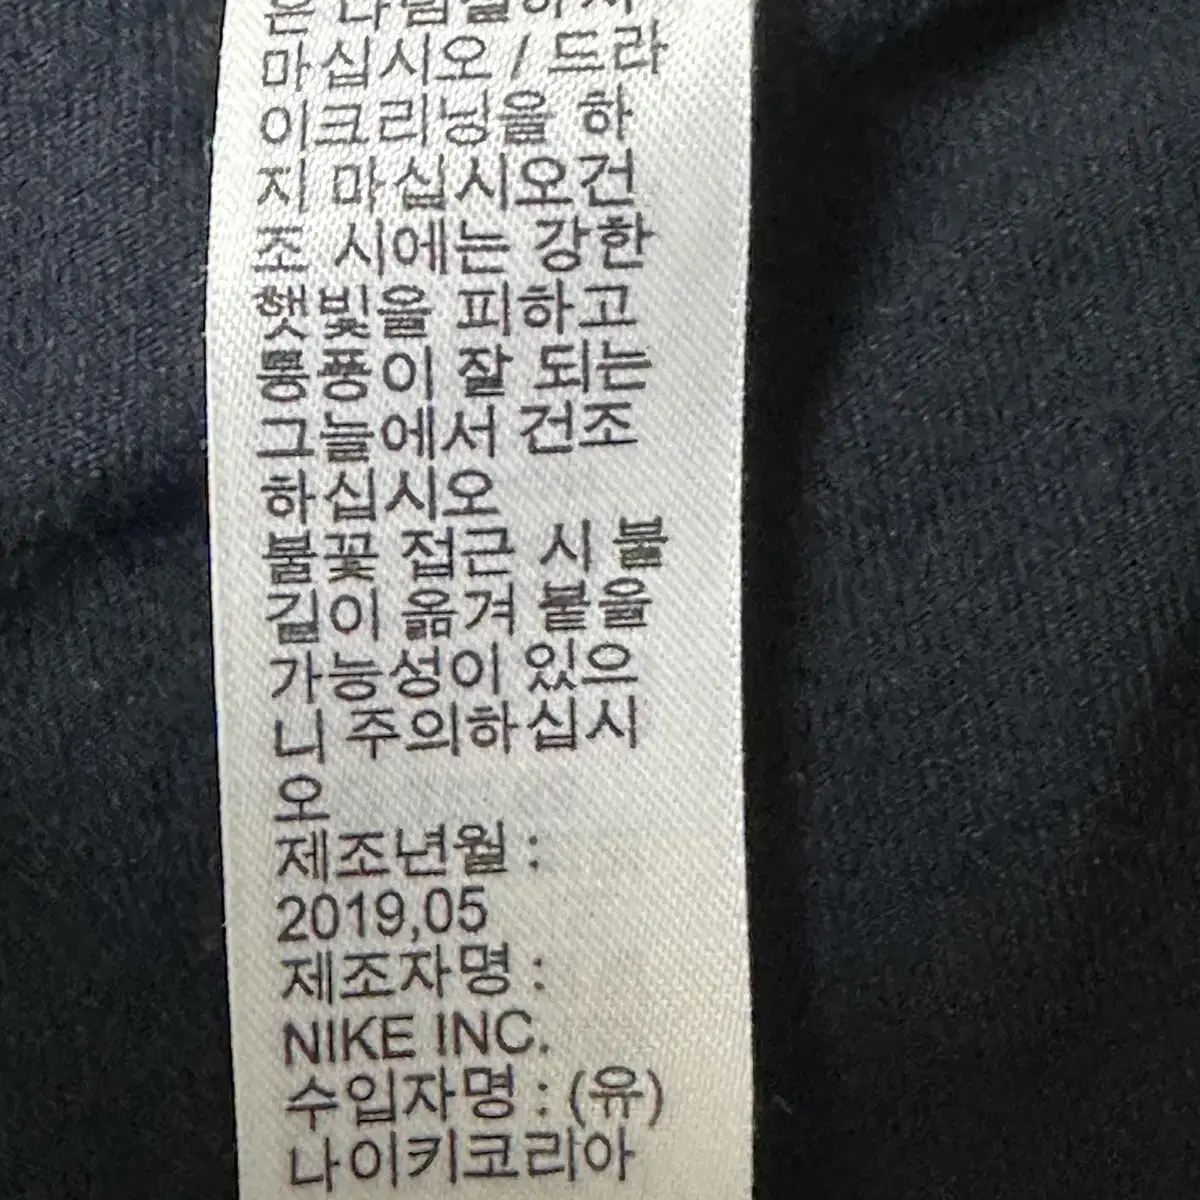 마십시오 / 드라
이크리닝을 하
지 마십시오건
조 시에는 강한
햇빛을 피하고
통풍이 잘 되는
그늘에서 건조
하십시오
불꽃 접근 시 불
길이 옮겨 붙을
가능성이 있으
니 주의하십시
오
제조년월 :
2019,05
제조자명 :
NIKE INC.
수입자명 : (유)
나이키코리아